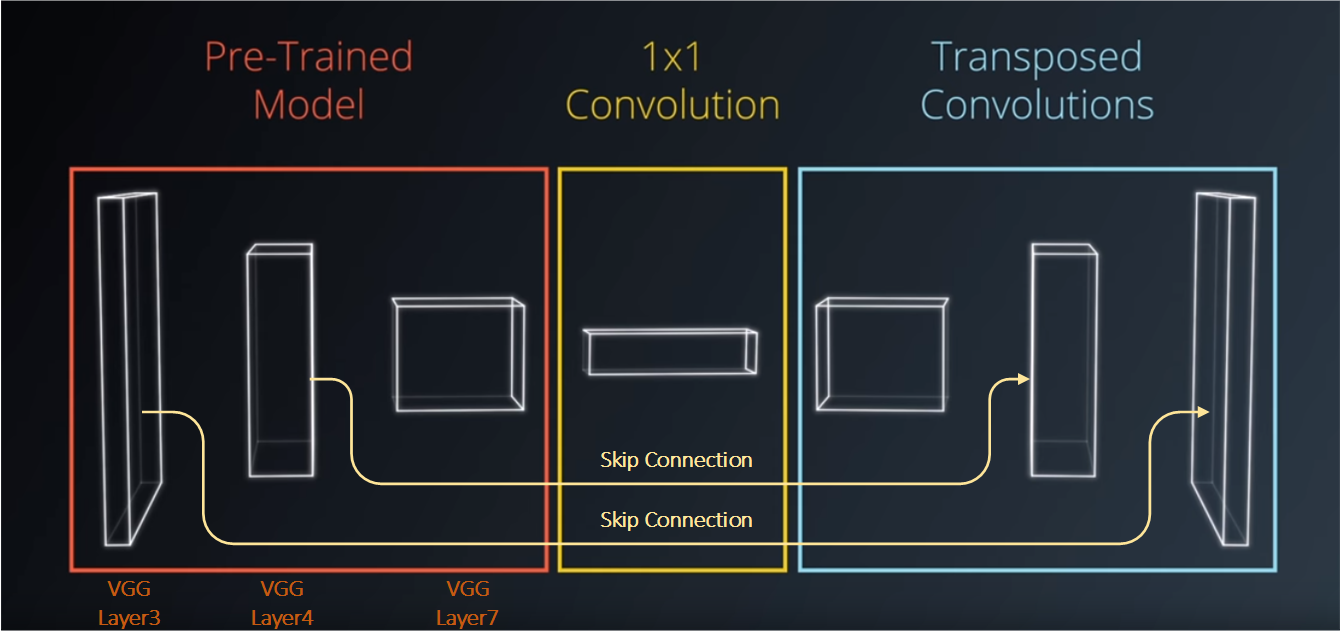 Pre-Trained
Model
1x1
Convolution
Transposed
Convolutions
Skip Connection
Skip Connection
VGG
Layer3
VGG
Layer4
VGG
Layer7